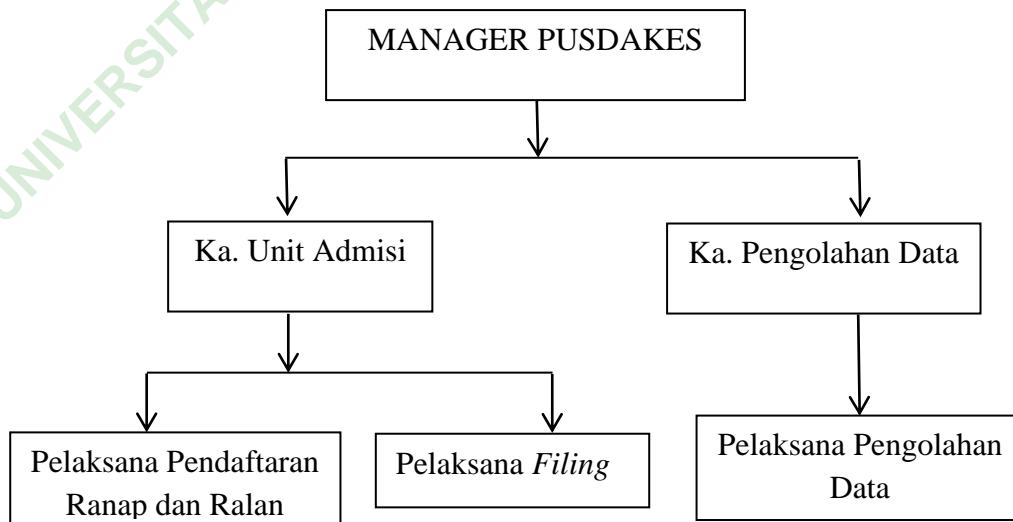 UNIVERSITA
MANAGER PUSDAKES
Ka. Unit Admisi
Ka. Pengolahan Data
Pelaksana Pendaftaran
Ranap dan Ralan
Pelaksana Filing
Pelaksana Pengolahan
Data